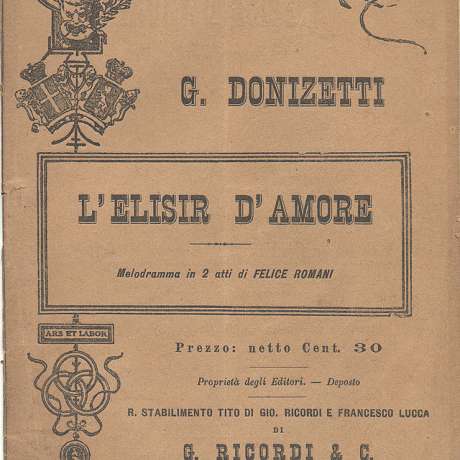 G. DONIZETTI
L'ELISIR D'AMORE
Melodramma in 2 atti di FELICE ROMANI
ARS ET LABOR
Prezzo: netto Cent. 30
Proprietà degli Editori. — Deposto
R. STABILIMENTO TITO DI GIO. RICORDI E FRANCESCO LUCCA
DI
G. RICORDI & C.